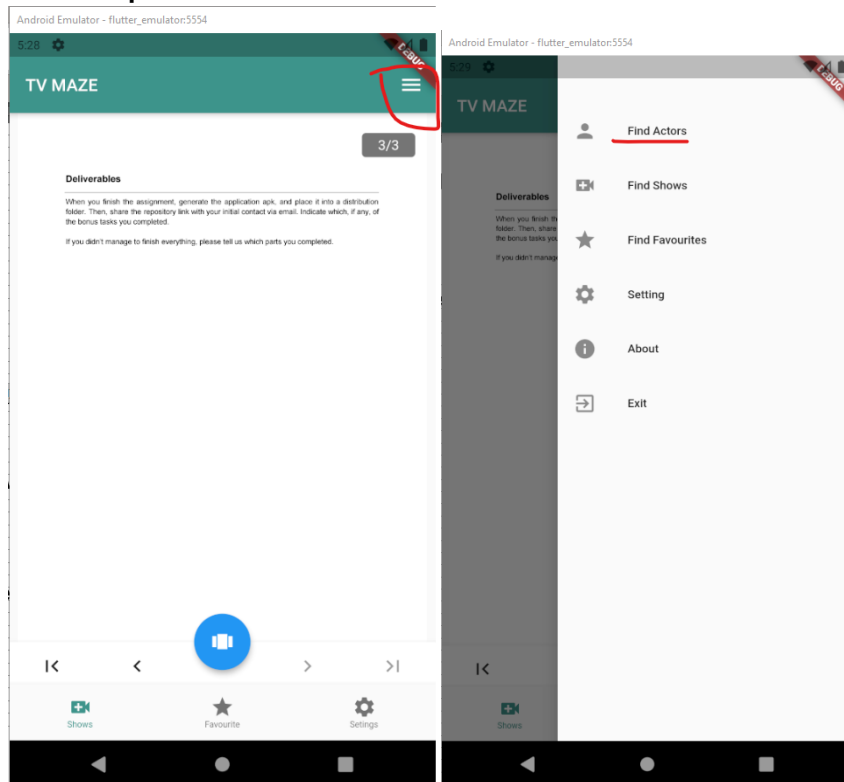 Android Emulator - flutter_emulator:5554
5:28
DEBUG
TV MAZE
3/3
Deliverables
When you finish the assignment, generate the application apk, and place it into a distribution
folder. Then, share the repository link with your initial contact via email. Indicate which, if any, of
the bonus tasks you completed.
If you didn't manage to finish everything, please tell us which parts you completed.
Shows
Favourite
Setings
Android Emulator - flutter_emulator:5554
5:29
DEBUG
TV MAZE
Deliverables
When you finish th
folder. Then, share
the bonus tasks you
If you didn't manage
Find Actors
Find Shows
Find Favourites
Setting
About
Exit
Shows